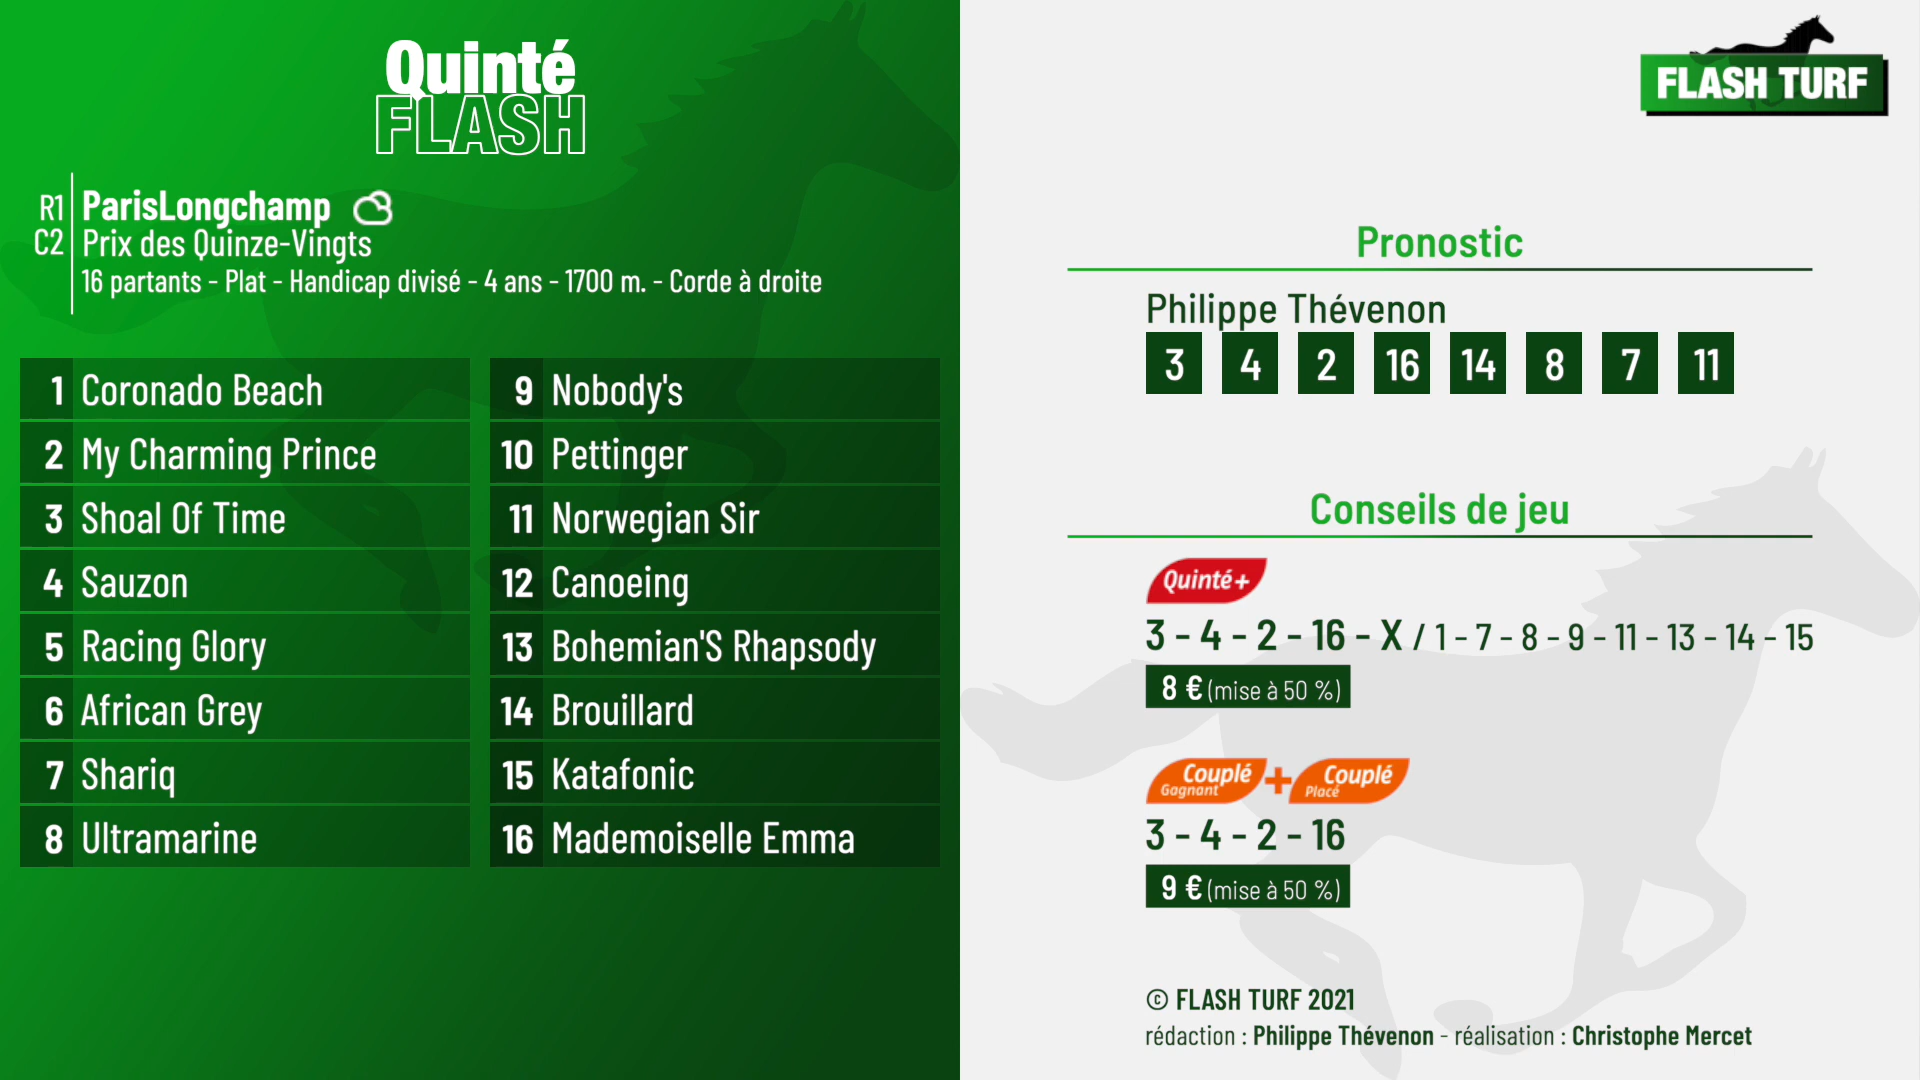 Quinté
FLASH
R1 ParisLongchamp
C2 Prix des Quinze-Vingts
16 partants - Plat - Handicap divisé - 4 ans - 1700 m. - Corde à droite
1 Coronado Beach
2 My Charming Prince
3 Shoal Of Time
4 Sauzon
5 Racing Glory
6 African Grey
7 Shariq
8 Ultramarine
9 Nobody's
10 Pettinger
11 Norwegian Sir
12 Canoeing
13 Bohemian'S Rhapsody
14 Brouillard
15 Katafonic
16 Mademoiselle Emma
FLASH TURF
Pronostic
Philippe Thévenon
3 4 2 16 14 8 7 11
Conseils de jeu
Quinté+
3 - 4 - 2 - 16 - X / 1 - 7 - 8 - 9 - 11 - 13 - 14 - 15
8 € (mise à 50 %)
Couplé Gagnant + Couplé Placé
3 - 4 - 2 - 16
9 € (mise à 50 %)
© FLASH TURF 2021
rédaction : Philippe Thévenon - réalisation : Christophe Mercet